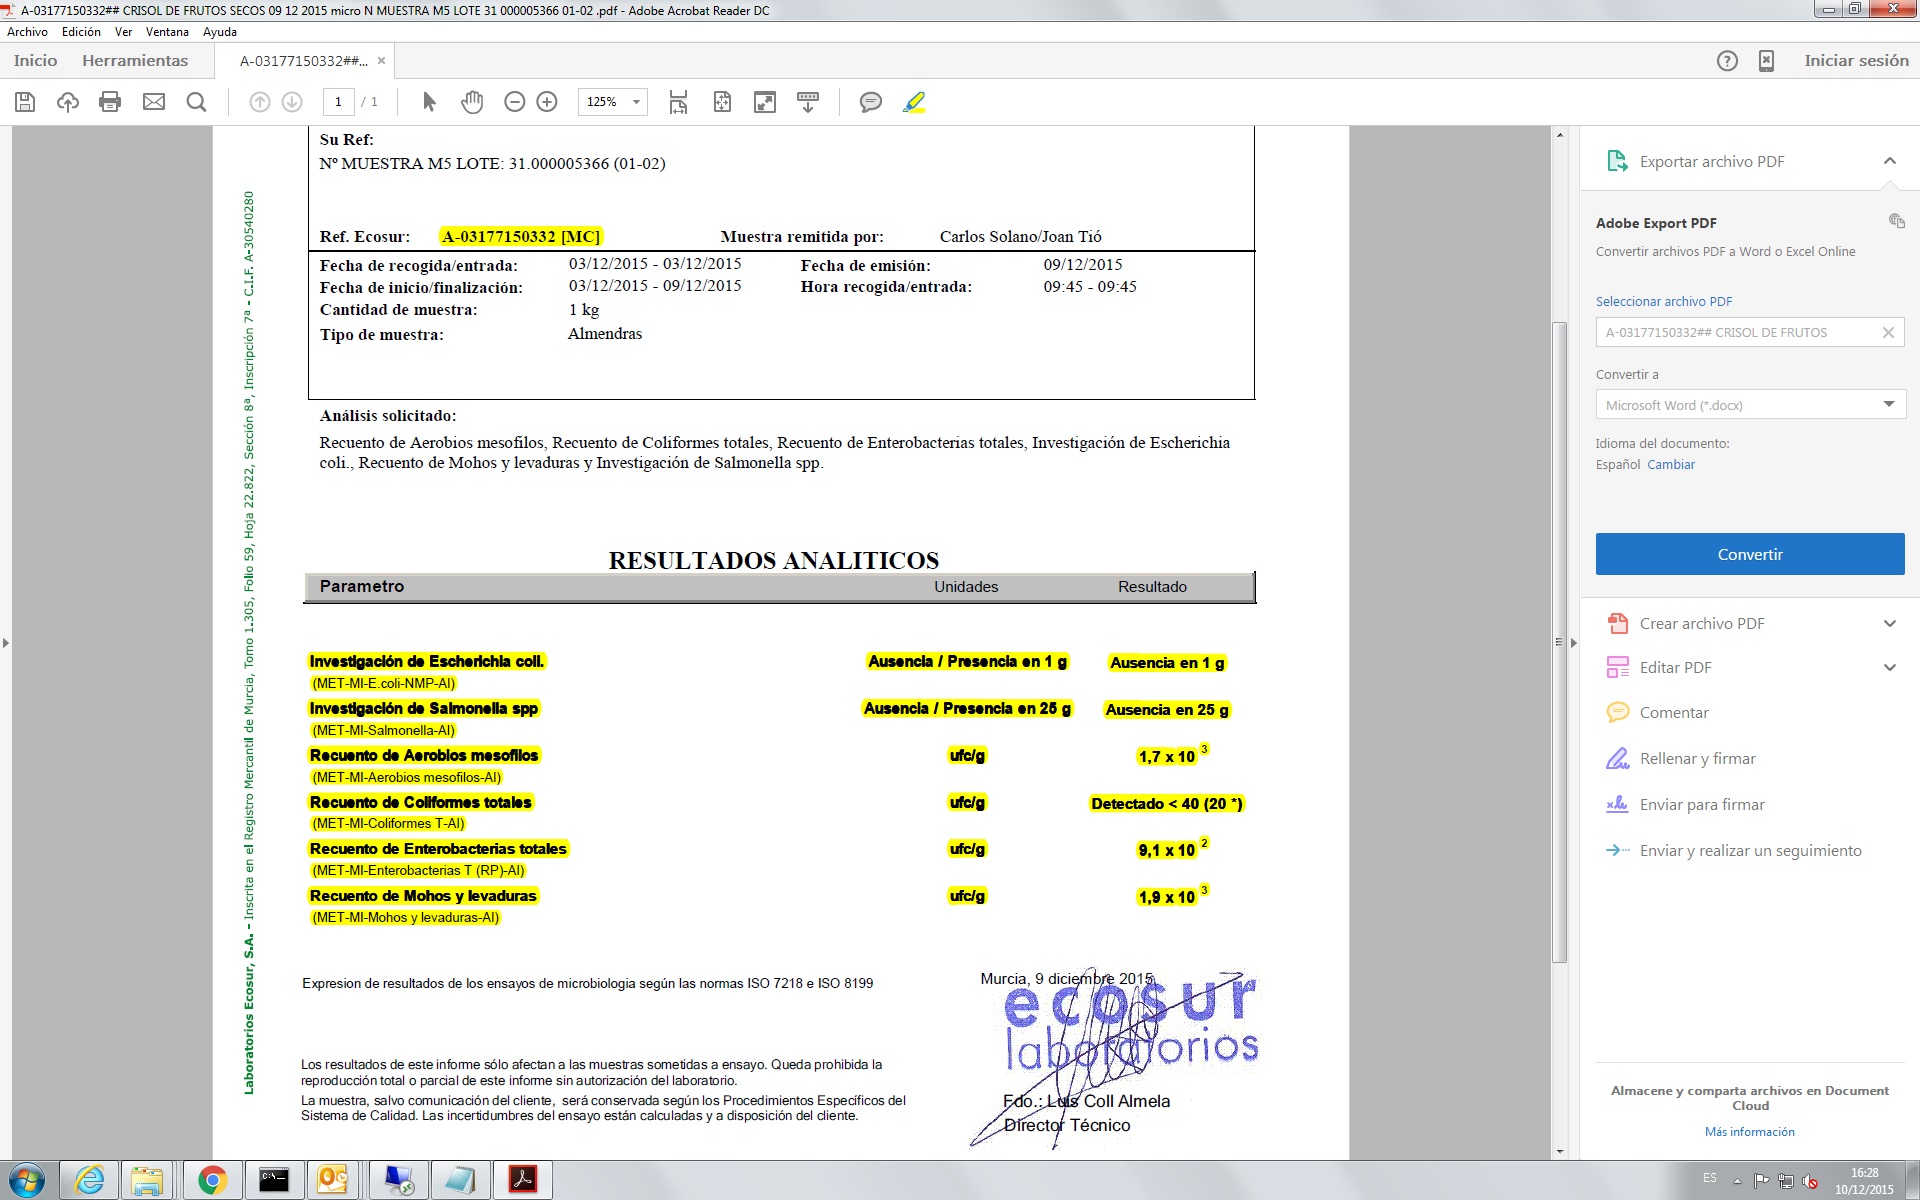 A-03177150332## CRISOL DE FRUTOS SECOS 09 12 2015 micro N MUESTRA M5 LOTE 31 000005366 01-02 .pdf - Adobe Acrobat Reader DC
Archivo Edición Ver Ventana Ayuda
Inicio Herramientas A-03177150332##... × Iniciar sesión
1 / 1 125%
Su Ref:
Nº MUESTRA M5 LOTE: 31.000005366 (01-02)
Ref. Ecosur: A-03177150332 [MC] Muestra remitida por: Carlos Solano/Joan Tió
Fecha de recogida/entrada: 03/12/2015 - 03/12/2015 Fecha de emisión: 09/12/2015
Fecha de inicio/finalización: 03/12/2015 - 09/12/2015 Hora recogida/entrada: 09:45 - 09:45
Cantidad de muestra: 1 kg
Tipo de muestra: Almendras
Análisis solicitado:
Recuento de Aerobios mesofilos, Recuento de Coliformes totales, Recuento de Enterobacterias totales, Investigación de Escherichia
coli., Recuento de Mohos y levaduras y Investigación de Salmonella spp.
RESULTADOS ANALITICOS
Parametro Unidades Resultado
Investigación de Escherichia coli. Ausencia / Presencia en 1 g Ausencia en 1 g
(MET-MI-E.coli-NMP-AI)
Investigación de Salmonella spp Ausencia / Presencia en 25 g Ausencia en 25 g
(MET-MI-Salmonella-AI)
Recuento de Aerobios mesofilos ufc/g 1,7 x 10 3
(MET-MI-Aerobios mesofilos-AI)
Recuento de Coliformes totales ufc/g Detectado < 40 (20 *)
(MET-MI-Coliformes T-AI)
Recuento de Enterobacterias totales ufc/g 9,1 x 10 2
(MET-MI-Enterobacterias T (RP)-AI)
Recuento de Mohos y levaduras ufc/g 1,9 x 10 3
(MET-MI-Mohos y levaduras-AI)
Expresion de resultados de los ensayos de microbiologia según las normas ISO 7218 e ISO 8199
Murcia, 9 diciembre 2015
ecosur
laboratorios
Los resultados de este informe sólo afectan a las muestras sometidas a ensayo. Queda prohibida la
reproducción total o parcial de este informe sin autorización del laboratorio.
La muestra, salvo comunicación del cliente, será conservada según los Procedimientos Específicos del
Sistema de Calidad. Las incertidumbres del ensayo están calculadas y a disposición del cliente.
Fdo.: Luis Coll Almela
Director Técnico
Laboratorios Ecosur, S.A. - Inscrita en el Registro Mercantil de Murcia, Tomo 1.305, Folio 59, Hoja 22.822, Sección 8ª, Inscripción 7ª - C.I.F. A-30540280
Exportar archivo PDF
Adobe Export PDF
Convertir archivos PDF a Word o Excel Online
Seleccionar archivo PDF
A-03177150332## CRISOL DE FRUTOS
Convertir a
Microsoft Word (*.docx)
Idioma del documento:
Español Cambiar
Convertir
Crear archivo PDF
Editar PDF
Comentar
Rellenar y firmar
Enviar para firmar
Enviar y realizar un seguimiento
Almacene y comparta archivos en Document
Cloud
Más información
ES
16:28
10/12/2015